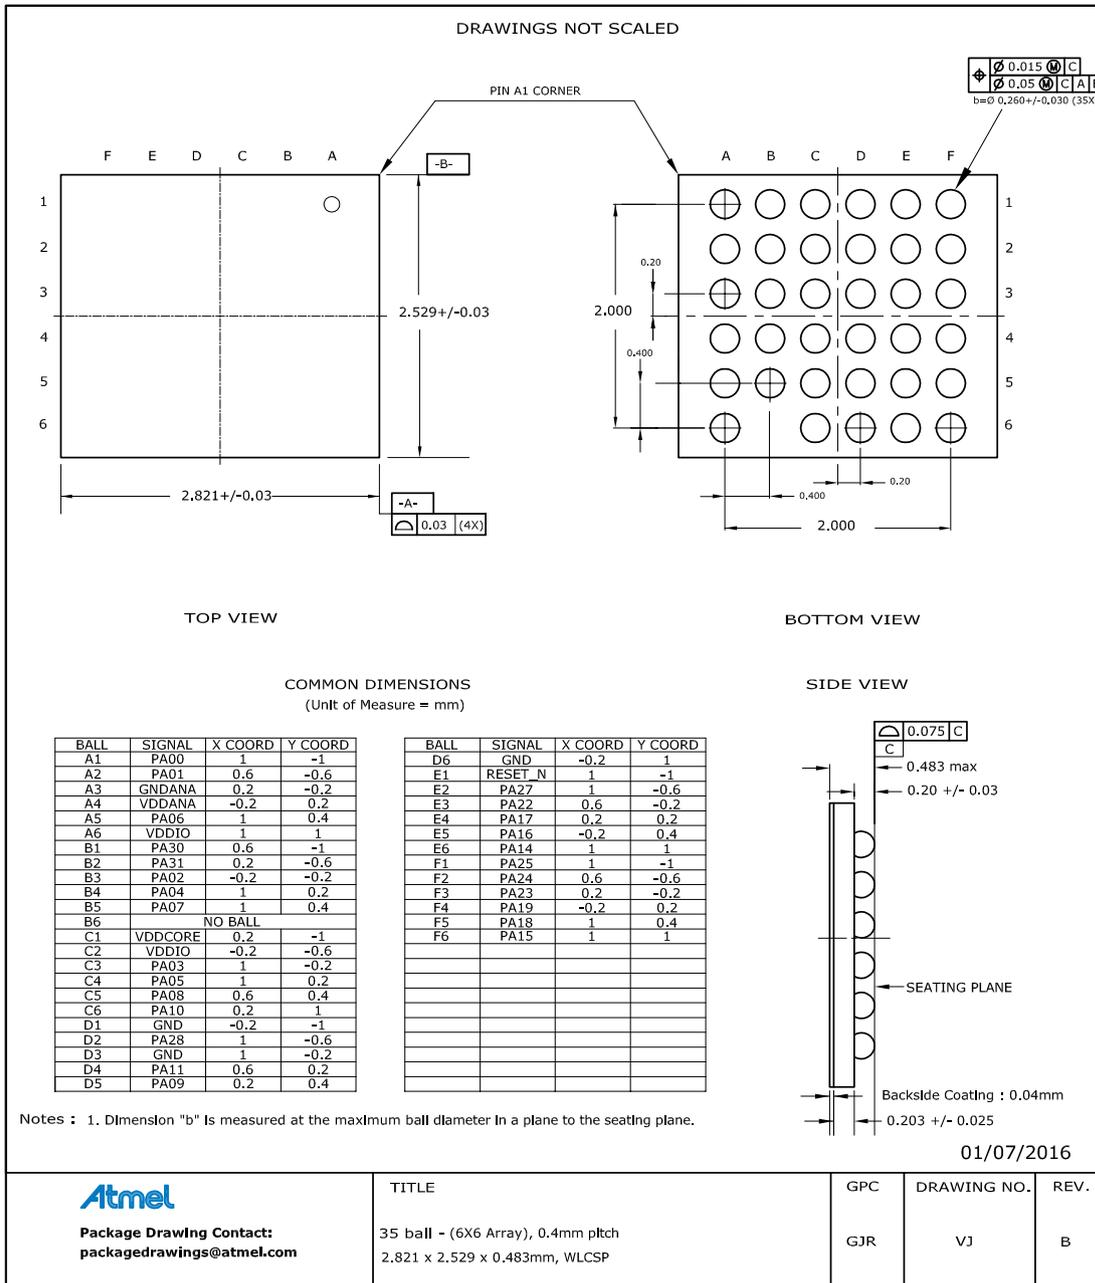 DRAWINGS NOT SCALED
PIN A1 CORNER
⌖ Ø 0.015 Ⓜ C
Ø 0.05 Ⓜ C A
b=Ø 0.260+/-0.030 (35X
F E D C B A
-B-
A B C D E F
1
2
3
4
5
6
2.529+/-0.03
2.821+/-0.03
-A-
0.03 (4X)
1
2
3
4
5
6
0.20
2.000
0.400
0.20
0.400
2.000
TOP VIEW
BOTTOM VIEW
COMMON DIMENSIONS
(Unit of Measure = mm)
SIDE VIEW
BALL SIGNAL X COORD Y COORD
A1 PA00 1 -1
A2 PA01 0.6 -0.6
A3 GNDANA 0.2 -0.2
A4 VDDANA -0.2 0.2
A5 PA06 1 0.4
A6 VDDIO 1 1
B1 PA30 0.6 -1
B2 PA31 0.2 -0.6
B3 PA02 -0.2 -0.2
B4 PA04 1 0.2
B5 PA07 1 0.4
B6 NO BALL
C1 VDDCORE 0.2 -1
C2 VDDIO -0.2 -0.6
C3 PA03 1 -0.2
C4 PA05 1 0.2
C5 PA08 0.6 0.4
C6 PA10 0.2 1
D1 GND -0.2 -1
D2 PA28 1 -0.6
D3 GND 1 -0.2
D4 PA11 0.6 0.2
D5 PA09 0.2 0.4
BALL SIGNAL X COORD Y COORD
D6 GND -0.2 1
E1 RESET_N 1 -1
E2 PA27 1 -0.6
E3 PA22 0.6 -0.2
E4 PA17 0.2 0.2
E5 PA16 -0.2 0.4
E6 PA14 1 1
F1 PA25 1 -1
F2 PA24 0.6 -0.6
F3 PA23 0.2 -0.2
F4 PA19 -0.2 0.2
F5 PA18 1 0.4
F6 PA15 1 1
0.075 C
C
0.483 max
0.20 +/- 0.03
SEATING PLANE
Backside Coating : 0.04mm
0.203 +/- 0.025
Notes : 1. Dimension "b" is measured at the maximum ball diameter in a plane to the seating plane.
01/07/2016
Atmel
Package Drawing Contact:
packagedrawings@atmel.com
TITLE
35 ball - (6X6 Array), 0.4mm pitch
2.821 x 2.529 x 0.483mm, WLCSP
GPC
GJR
DRAWING NO.
VJ
REV.
B